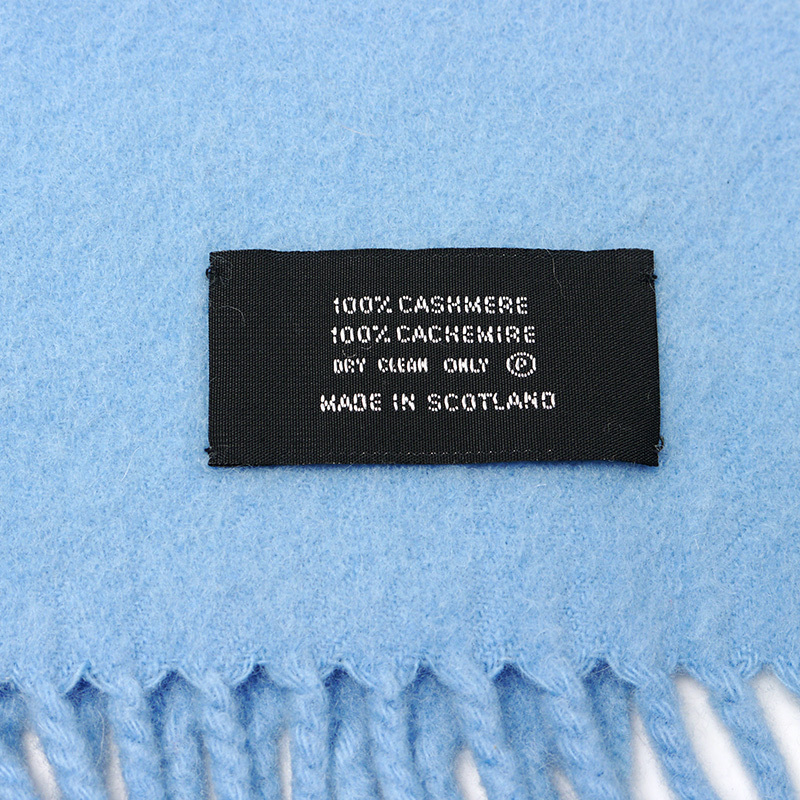 100% CASHMERE
100% CACHEMIRE
DRY CLEAN ONLY Ⓟ
MADE IN SCOTLAND